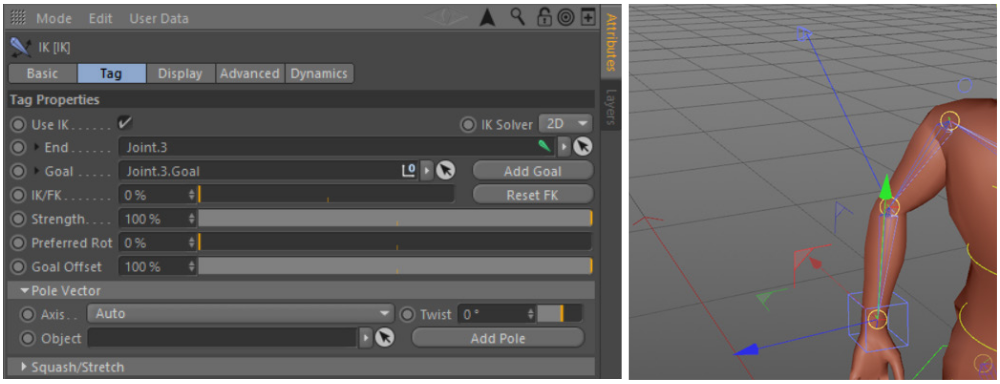 Mode Edit User Data
IK [IK]
Basic Tag Display Advanced Dynamics
Tag Properties
Use IK...... IK Solver 2D
End....... Joint.3
Goal ..... Joint.3.Goal Add Goal
IK/FK....... 0 % Reset FK
Strength.... 100 %
Preferred Rot 0 %
Goal Offset 100 %
Pole Vector
Axis.. Auto Twist 0 °
Object Add Pole
Squash/Stretch
Attributes
Layers